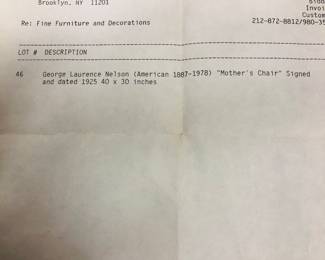 Brooklyn, NY 11201
Invoi
Custom
Re: Fine Furniture and Decorations 212-872-8812/980-35
LOT # DESCRIPTION
46 George Laurence Nelson (American 1887-1978) "Mother's Chair" Signed
and dated 1925 40 x 30 inches